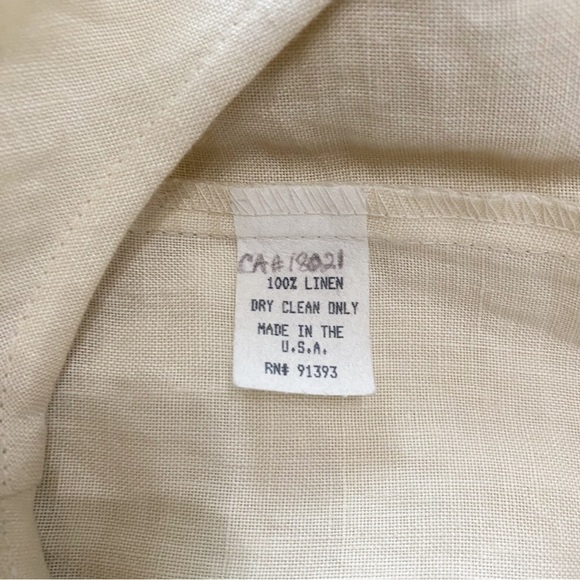 CA#18021
100% LINEN
DRY CLEAN ONLY
MADE IN THE
U.S.A.
RN# 91393